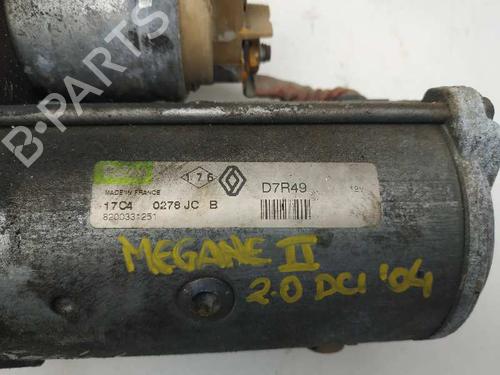 B-PARTS
MADE IN FRANCE
176
D7R49
12V
17C4 0278 JC B
8200331251
MEGANE II
2.0 DCI '04